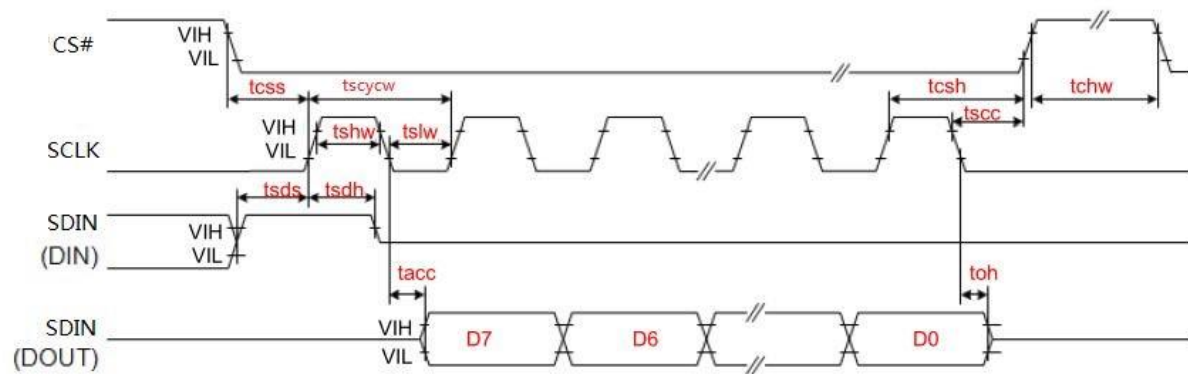 CS#
VIH
VIL
tcss
tscycw
tcsh
tchw
tscc
SCLK
VIH
VIL
tshw
tslw
SDIN
(DIN)
VIH
VIL
tsds
tsdh
tacc
toh
SDIN
(DOUT)
VIH
VIL
D7
D6
D0